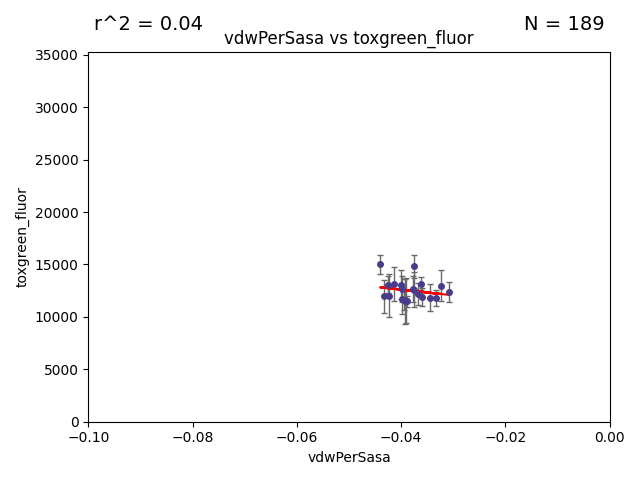 r^2 = 0.04
N = 189
vdwPerSasa vs toxgreen_fluor
35000
30000
25000
20000
15000
10000
5000
0
toxgreen_fluor
−0.10
−0.08
−0.06
−0.04
−0.02
0.00
vdwPerSasa